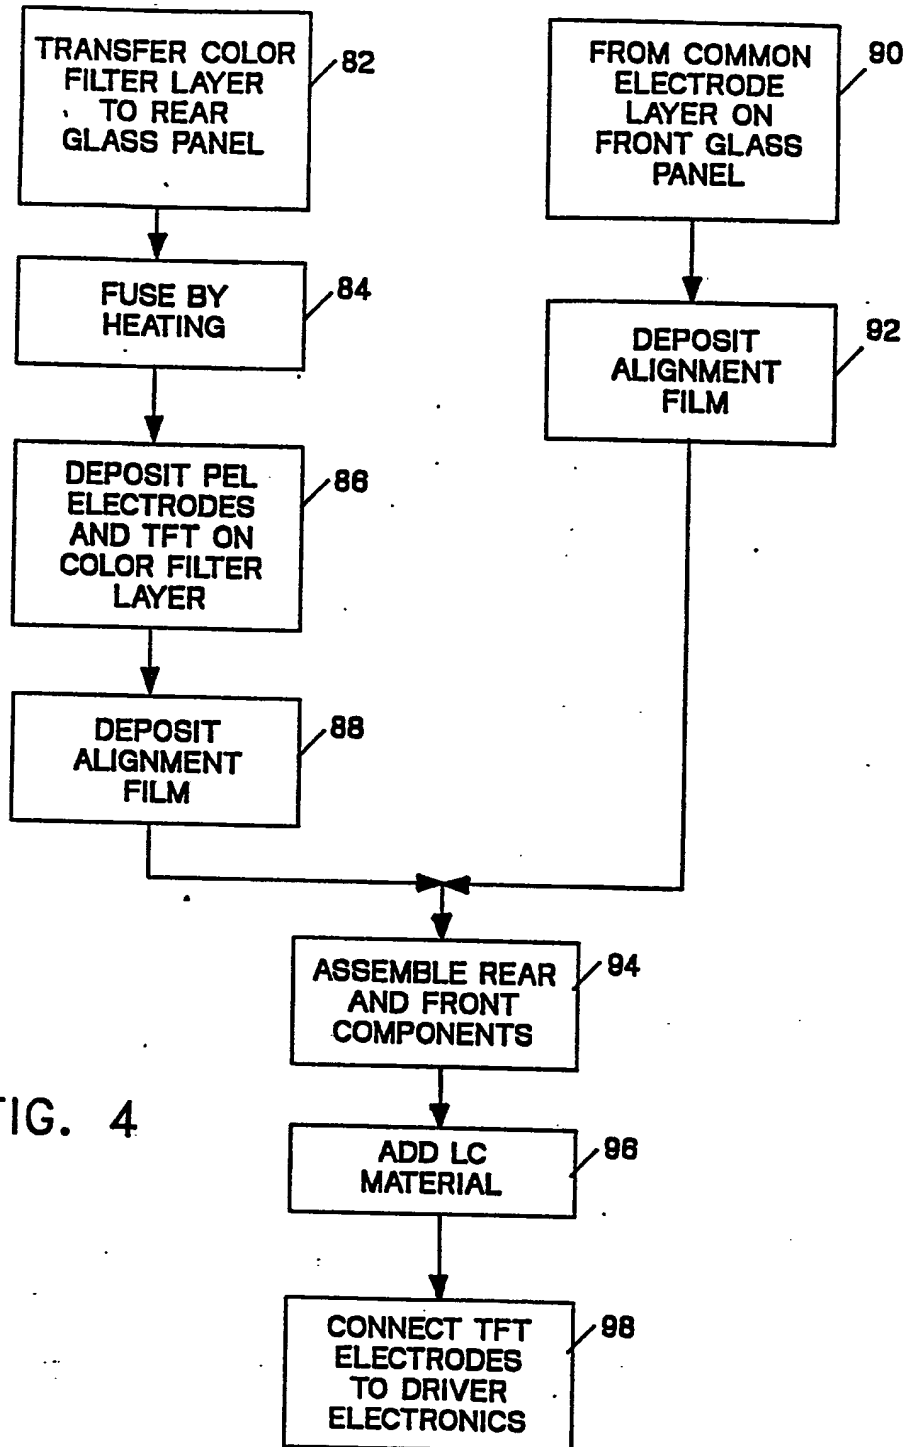 TRANSFER COLOR
FILTER LAYER
TO REAR
GLASS PANEL
82
FUSE BY
HEATING
84
DEPOSIT PEL
ELECTRODES
AND TFT ON
COLOR FILTER
LAYER
86
DEPOSIT
ALIGNMENT
FILM
88
FROM COMMON
ELECTRODE
LAYER ON
FRONT GLASS
PANEL
90
DEPOSIT
ALIGNMENT
FILM
92
ASSEMBLE REAR
AND FRONT
COMPONENTS
94
ADD LC
MATERIAL
96
CONNECT TFT
ELECTRODES
TO DRIVER
ELECTRONICS
98
FIG. 4